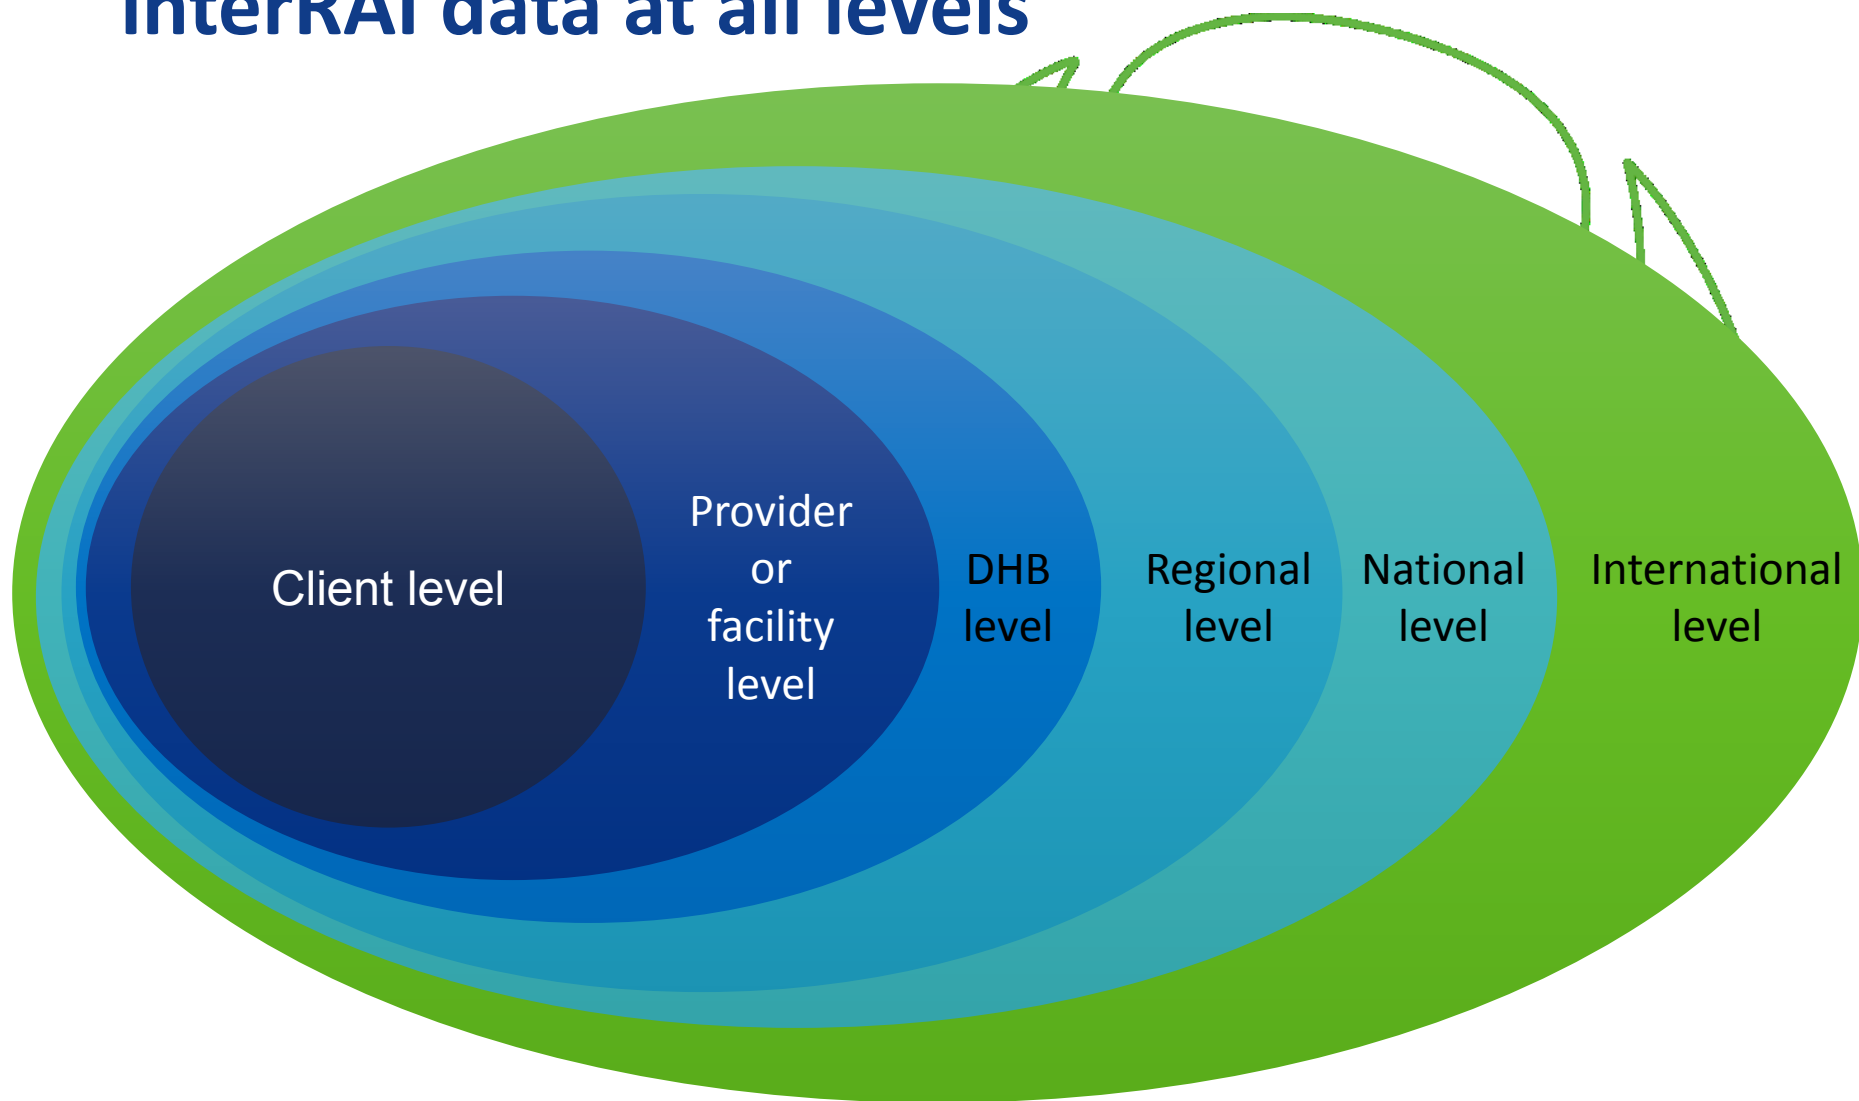 interRAI data at all levels
Client level
Provider
or
facility
level
DHB
level
Regional
level
National
level
International
level